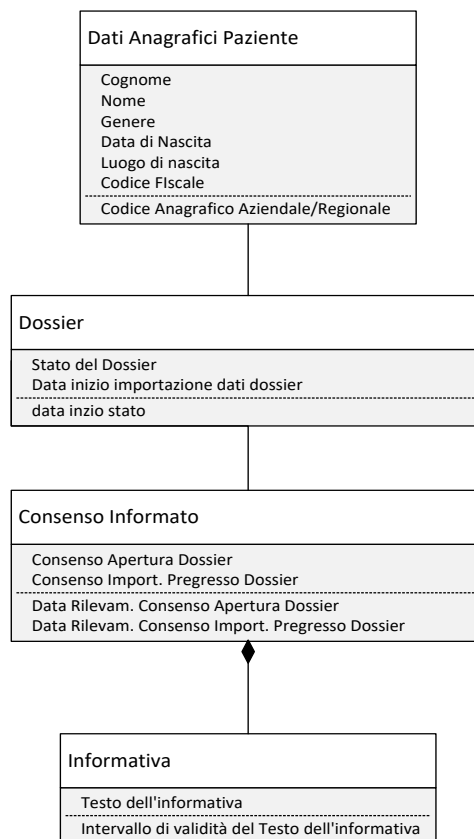 Dati Anagrafici Paziente
Cognome
Nome
Genere
Data di Nascita
Luogo di nascita
Codice FIscale
Codice Anagrafico Aziendale/Regionale
Dossier
Stato del Dossier
Data inizio importazione dati dossier
data inzio stato
Consenso Informato
Consenso Apertura Dossier
Consenso Import. Pregresso Dossier
Data Rilevam. Consenso Apertura Dossier
Data Rilevam. Consenso Import. Pregresso Dossier
Informativa
Testo dell'informativa
Intervallo di validità del Testo dell'informativa